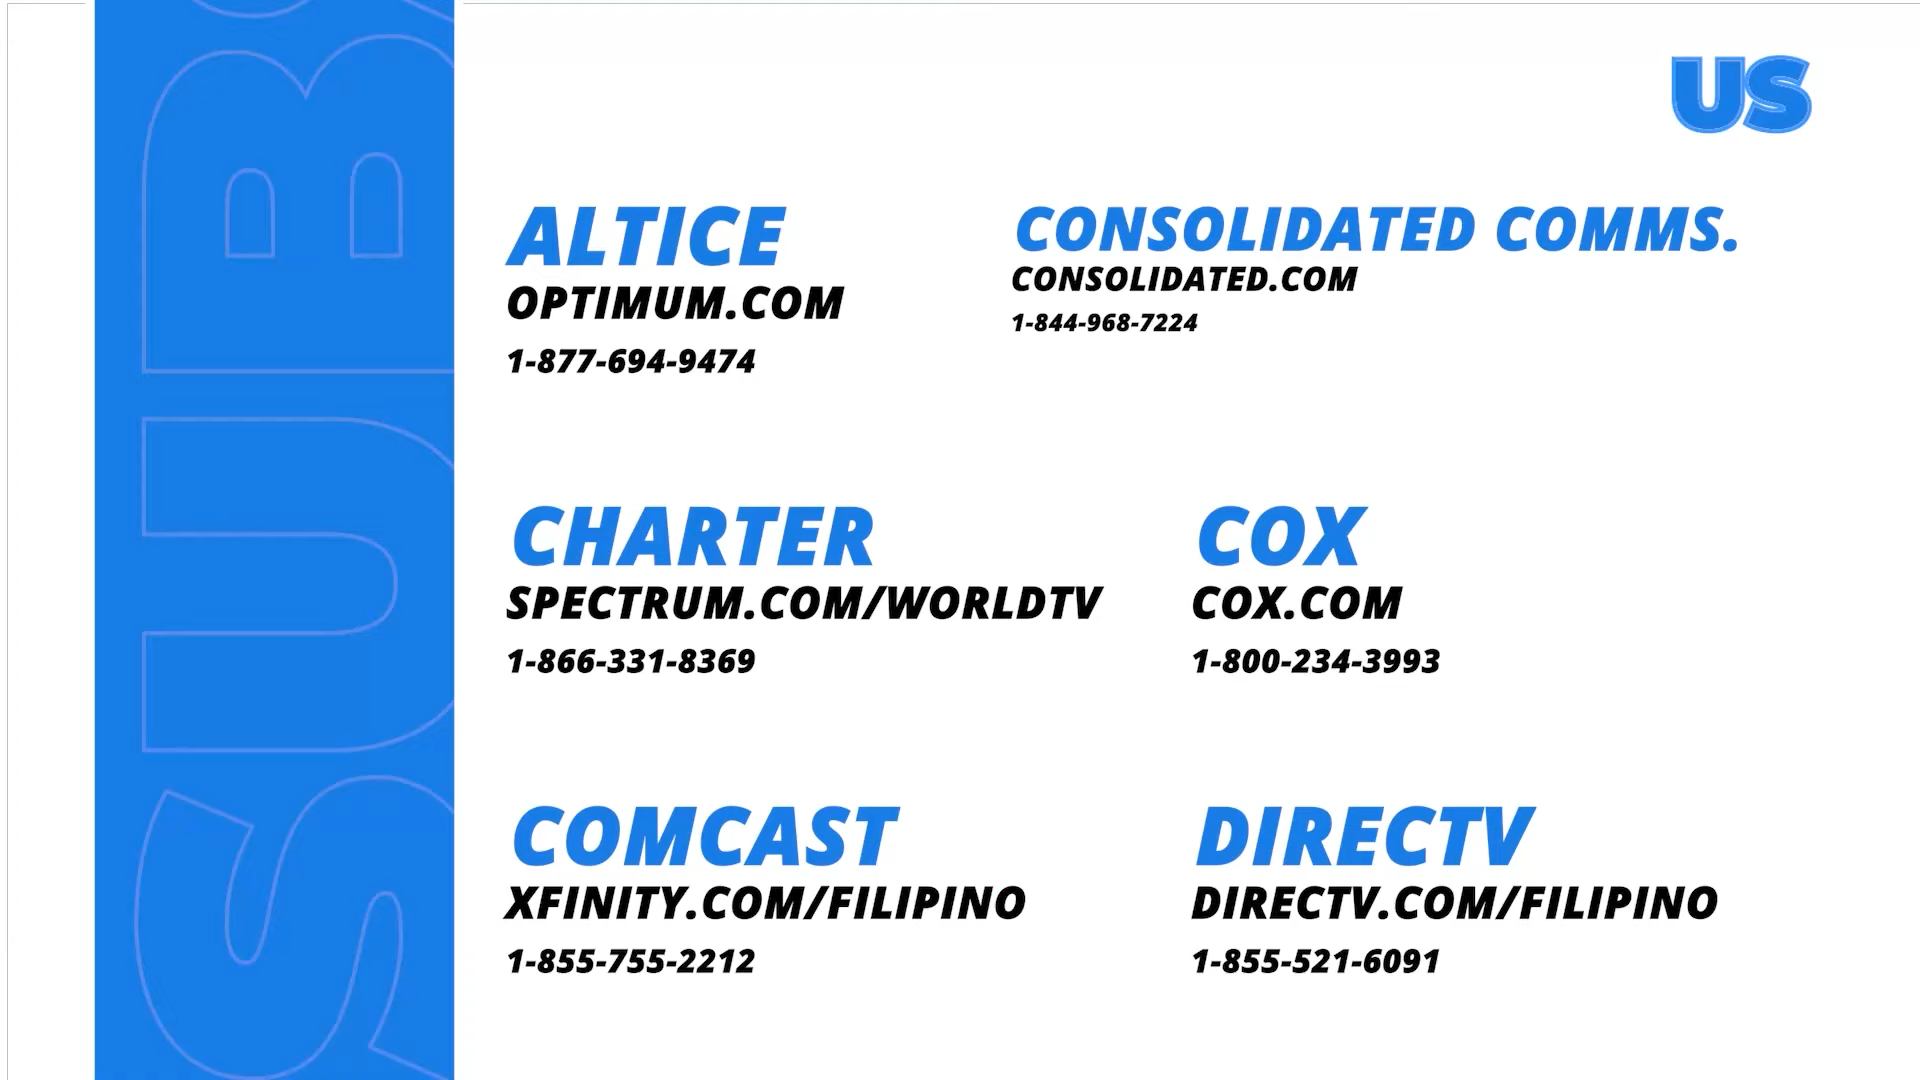 US
ALTICE
OPTIMUM.COM
1-877-694-9474
CONSOLIDATED COMMS.
CONSOLIDATED.COM
1-844-968-7224
CHARTER
SPECTRUM.COM/WORLDTV
1-866-331-8369
COX
COX.COM
1-800-234-3993
COMCAST
XFINITY.COM/FILIPINO
1-855-755-2212
DIRECTV
DIRECTV.COM/FILIPINO
1-855-521-6091
SUB